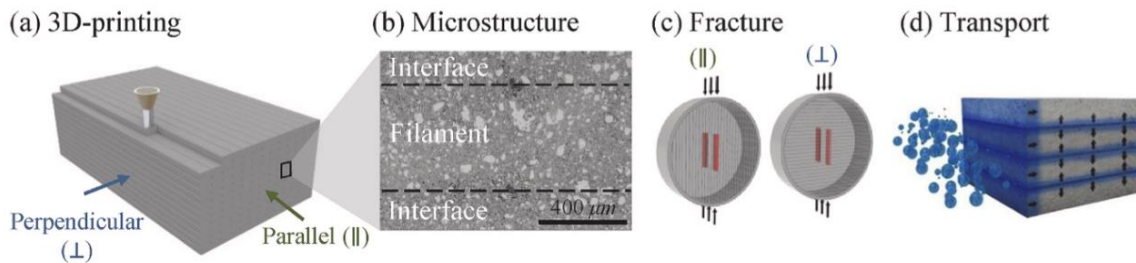 (a) 3D-printing
(b) Microstructure
(c) Fracture
(d) Transport
Perpendicular
(⊥)
Parallel (∥)
Interface
Filament
Interface
400 μm
(∥)
(⊥)